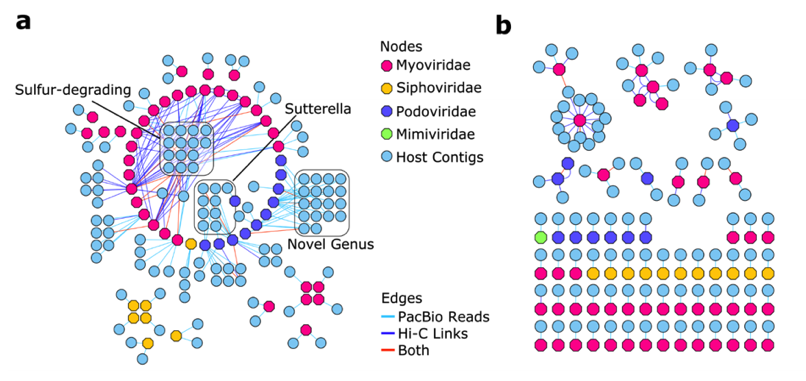 a
b
Nodes
Myoviridae
Siphoviridae
Podoviridae
Mimiviridae
Host Contigs
Sulfur-degrading
Sutterella
Novel Genus
Edges
PacBio Reads
Hi-C Links
Both